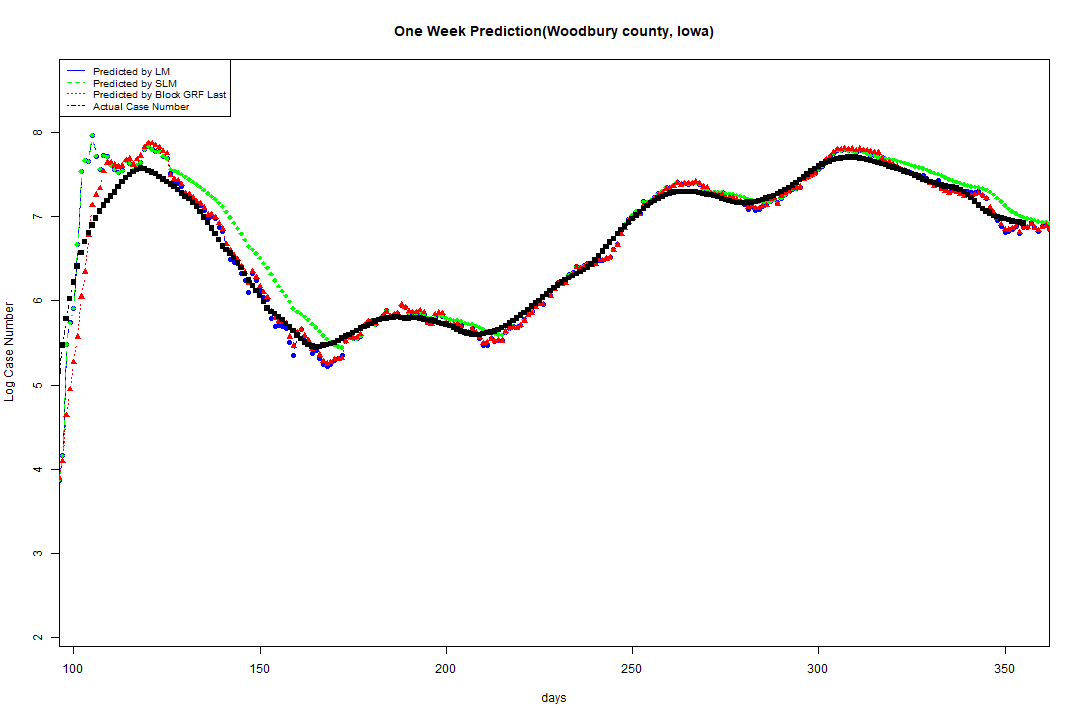 One Week Prediction(Woodbury county, Iowa)
Predicted by LM
Predicted by SLM
Predicted by Block GRF Last
Actual Case Number
8
7
6
5
4
3
2
Log Case Number
100 150 200 250 300 350
days